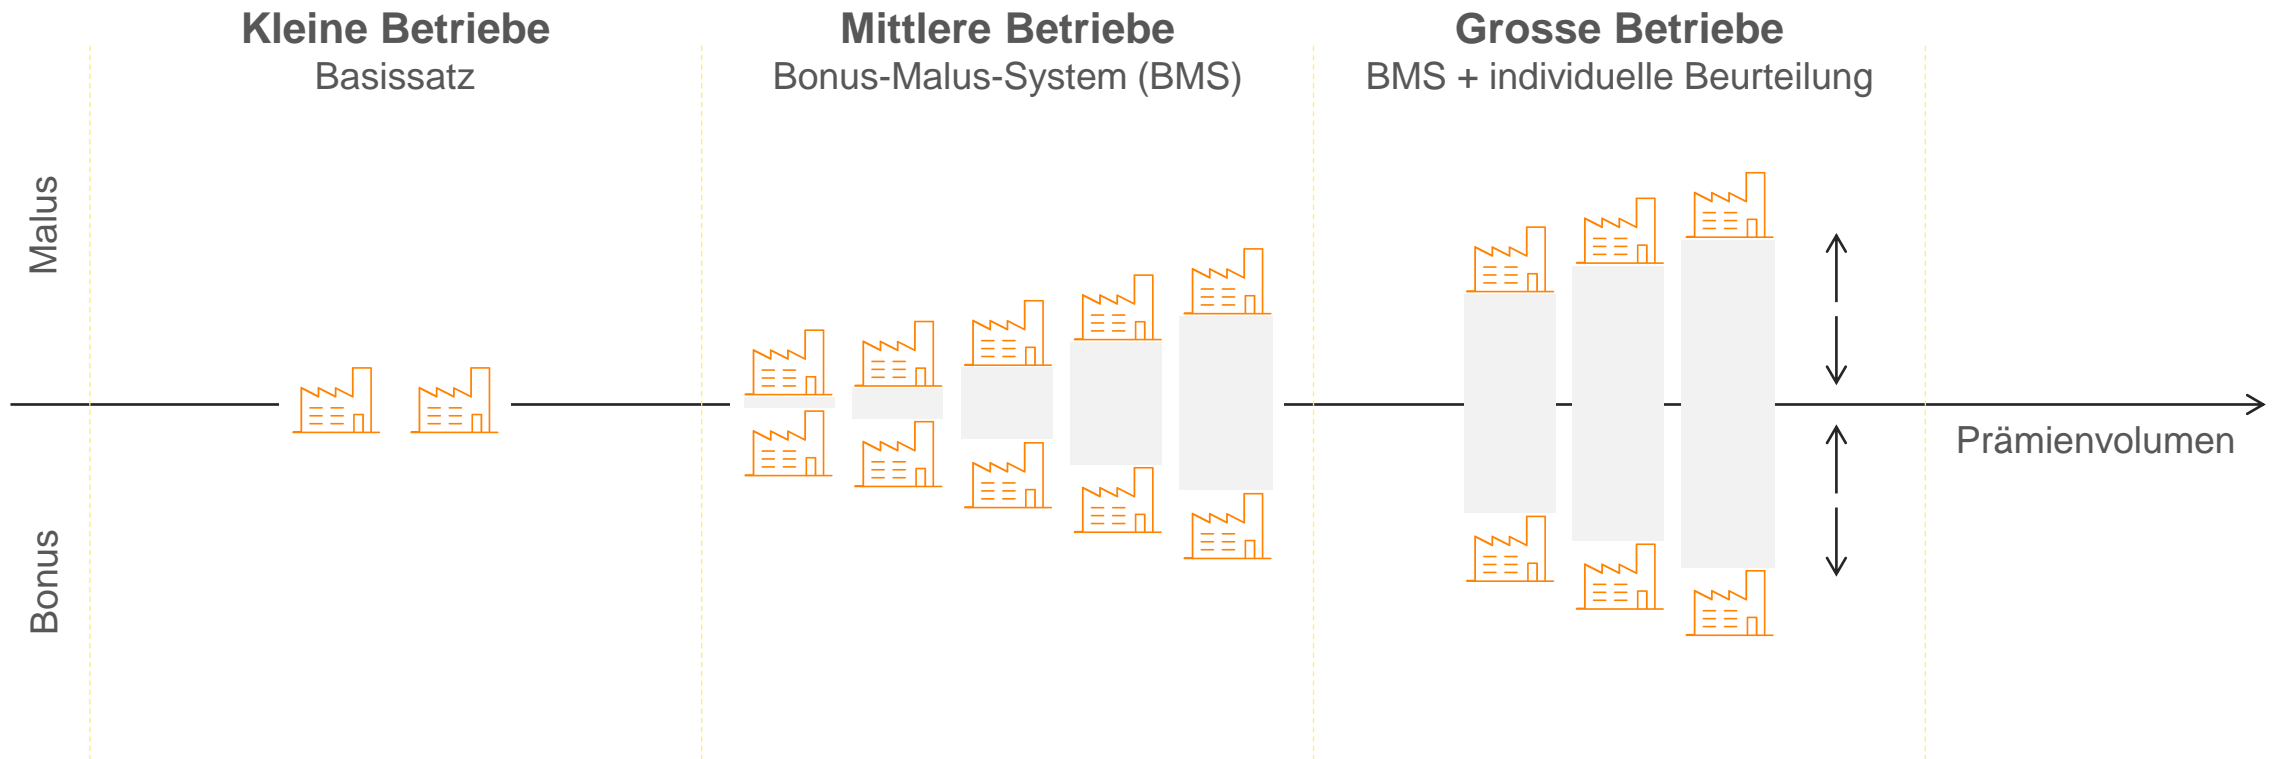 Kleine Betriebe
Basissatz
Mittlere Betriebe
Bonus-Malus-System (BMS)
Grosse Betriebe
BMS + individuelle Beurteilung
Malus
Prämienvolumen
Bonus